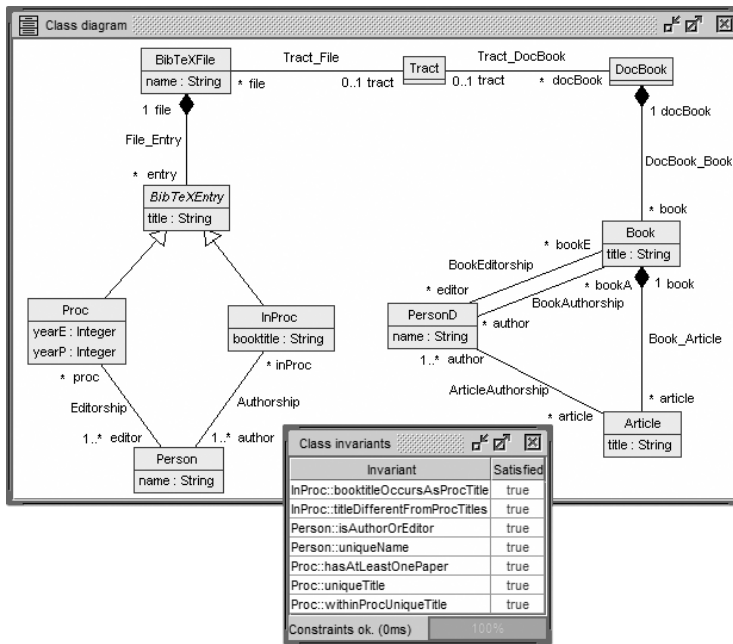 Class diagram
BibTeXFile
name : String
Tract_File
* file
0..1 tract
Tract
Tract_DocBook
0..1 tract
* docBook
DocBook
1 file
1 docBook
File_Entry
DocBook_Book
* entry
* book
BibTeXEntry
title : String
Book
title : String
* bookE
BookEditorship
* editor
* bookA
1 book
BookAuthorship
Proc
yearE : Integer
yearP : Integer
InProc
booktitle : String
PersonD
name : String
* author
Book_Article
* proc
* inProc
1..* author
ArticleAuthorship
Editorship
Authorship
* article
* article
1..* editor
1..* author
Article
title : String
Person
name : String
Class invariants
Invariant Satisfied
InProc::booktitleOccursAsProcTitle true
InProc::titleDifferentFromProcTitles true
Person::isAuthorOrEditor true
Person::uniqueName true
Proc::hasAtLeastOnePaper true
Proc::uniqueTitle true
Proc::withinProcUniqueTitle true
Constraints ok. (0ms) 100%